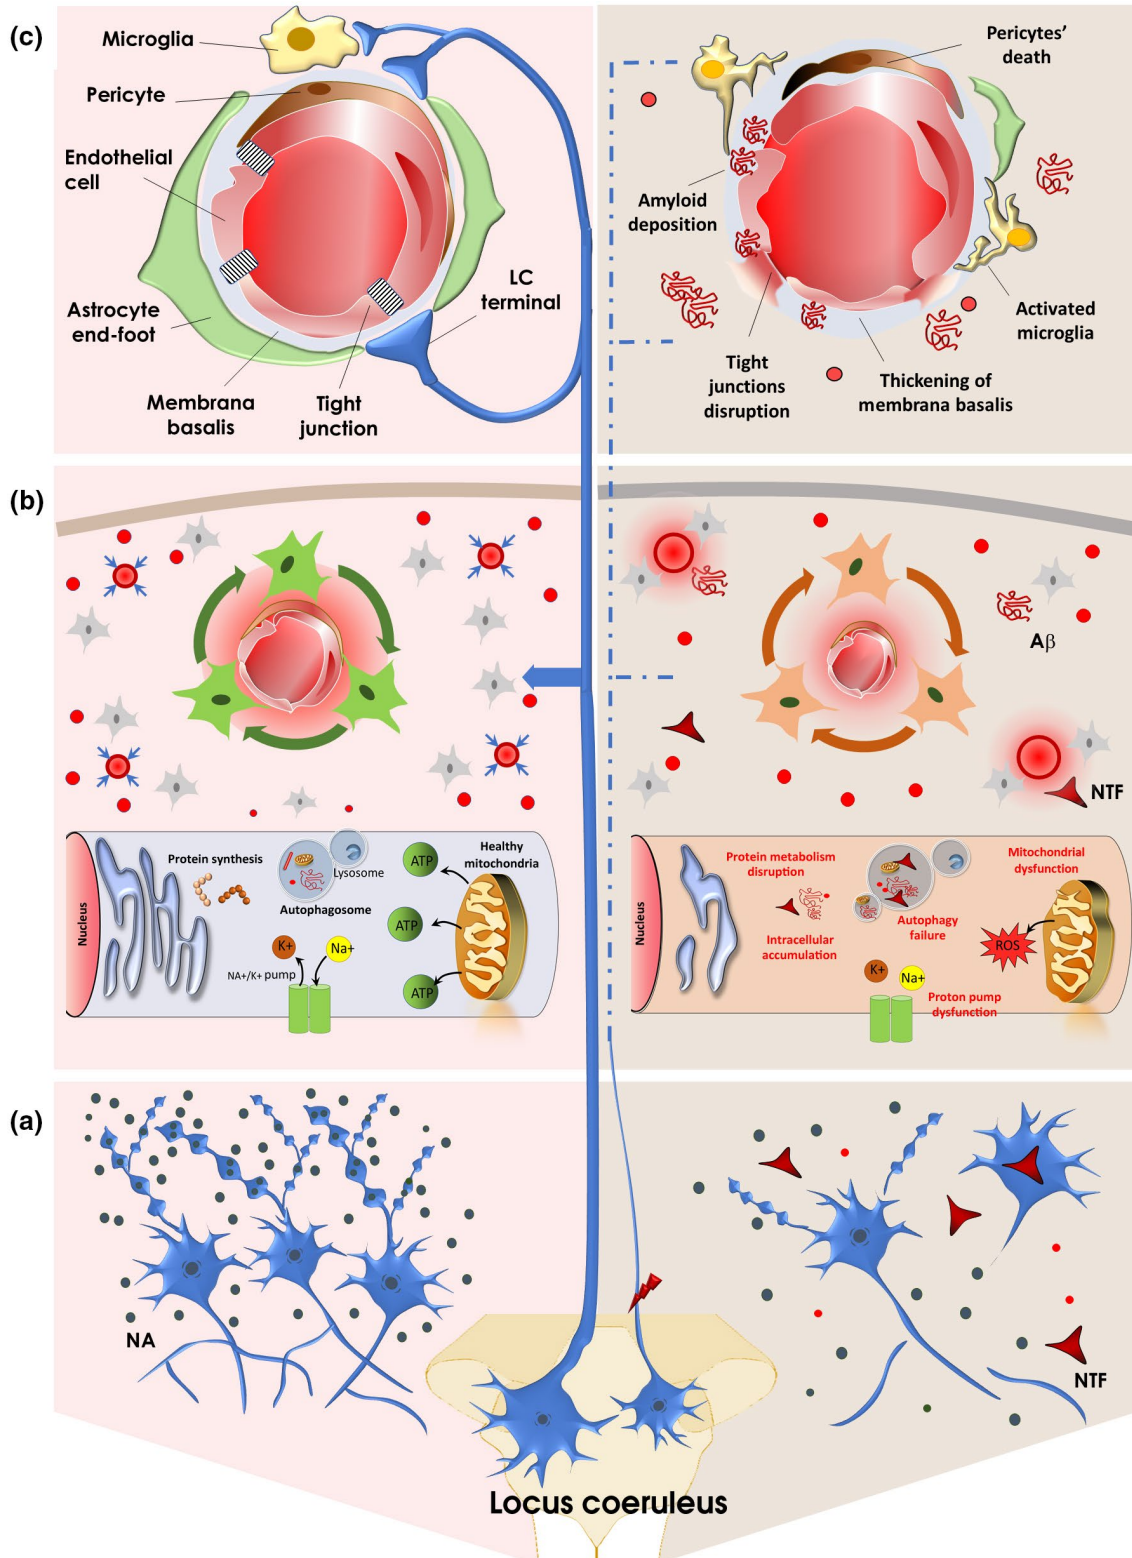 (c)
Microglia
Pericyte
Endothelial
cell
Astrocyte
end-foot
Membrana
basalis
Tight
junction
LC
terminal
Pericytes’
death
Amyloid
deposition
Activated
microglia
Tight
junctions
disruption
Thickening of
membrana basalis
(b)
Aβ
NTF
Nucleus
Protein synthesis
Lysosome
Autophagosome
Healthy
mitochondria
ATP
ATP
ATP
K+
Na+
NA+/K+ pump
Nucleus
Protein metabolism
disruption
Intracellular
accumulation
Autophagy
failure
Mitochondrial
dysfunction
ROS
K+
Na+
Proton pump
dysfunction
(a)
NA
NTF
Locus coeruleus